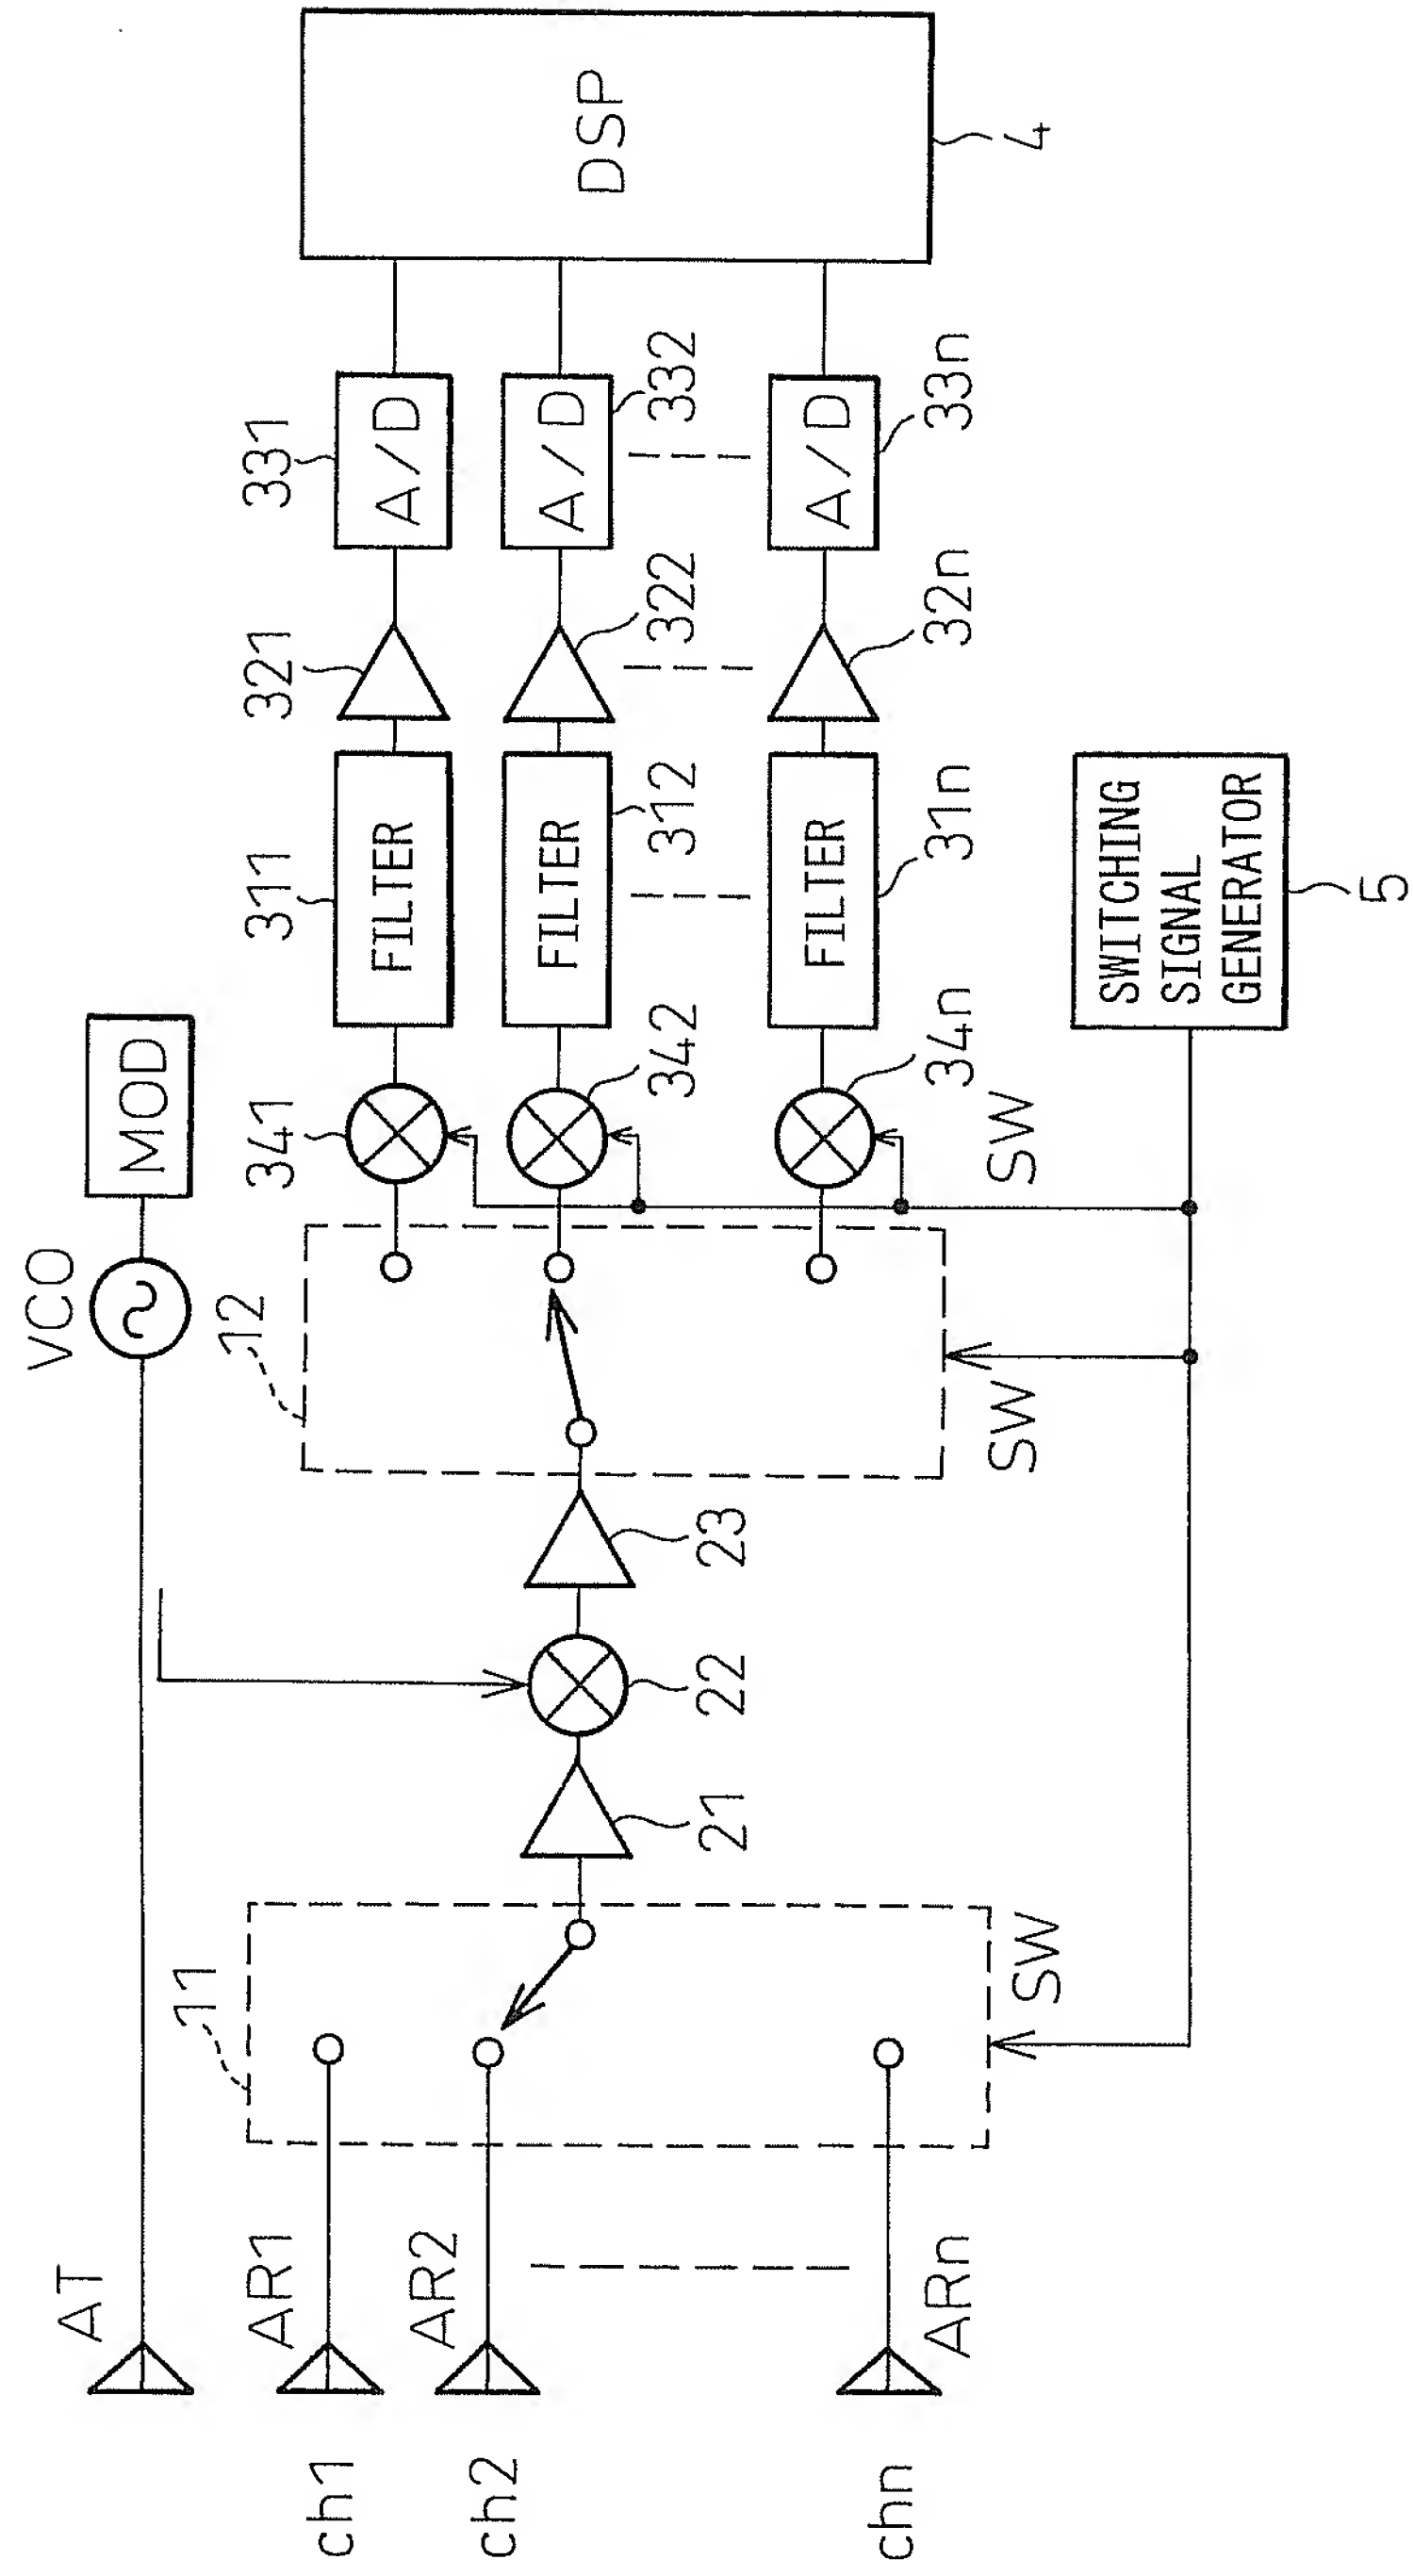 VCO
MOD
AT
AR1
AR2
ARn
ch1
ch2
chn
11
21
22
23
12
341
342
34n
311
312
31n
FILTER
FILTER
FILTER
321
322
32n
331
332
33n
A/D
A/D
A/D
DSP
4
SW
SW
SW
SWITCHING
SIGNAL
GENERATOR
5